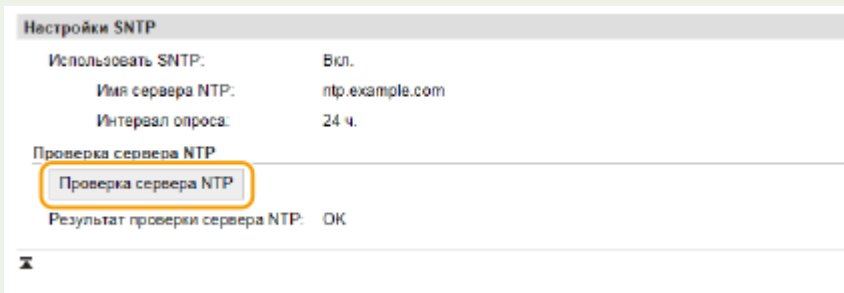 Настройки SNTP
Использовать SNTP: Вкл.
Имя сервера NTP: ntp.example.com
Интервал опроса: 24 ч.
Проверка сервера NTP
Проверка сервера NTP
Результат проверки сервера NTP: OK